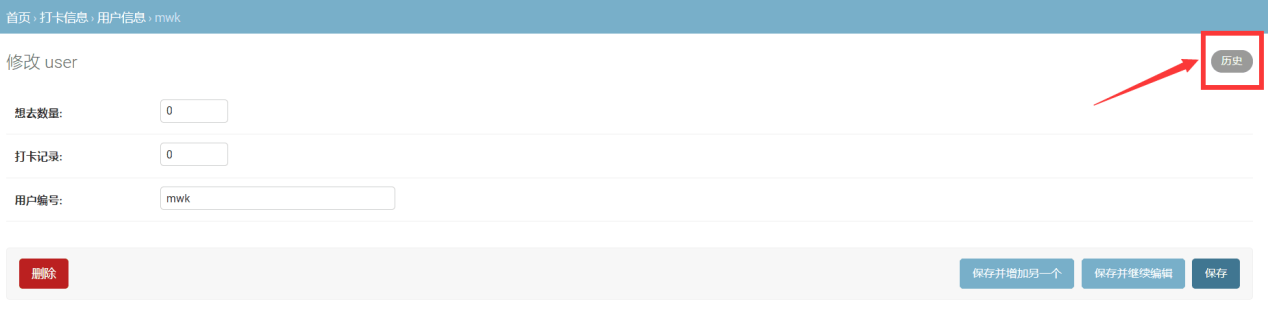 首页 › 打卡信息 › 用户信息 › mwk
修改 user
历史
想去数量: 0
打卡记录: 0
用户编号: mwk
删除 保存并增加另一个 保存并继续编辑 保存